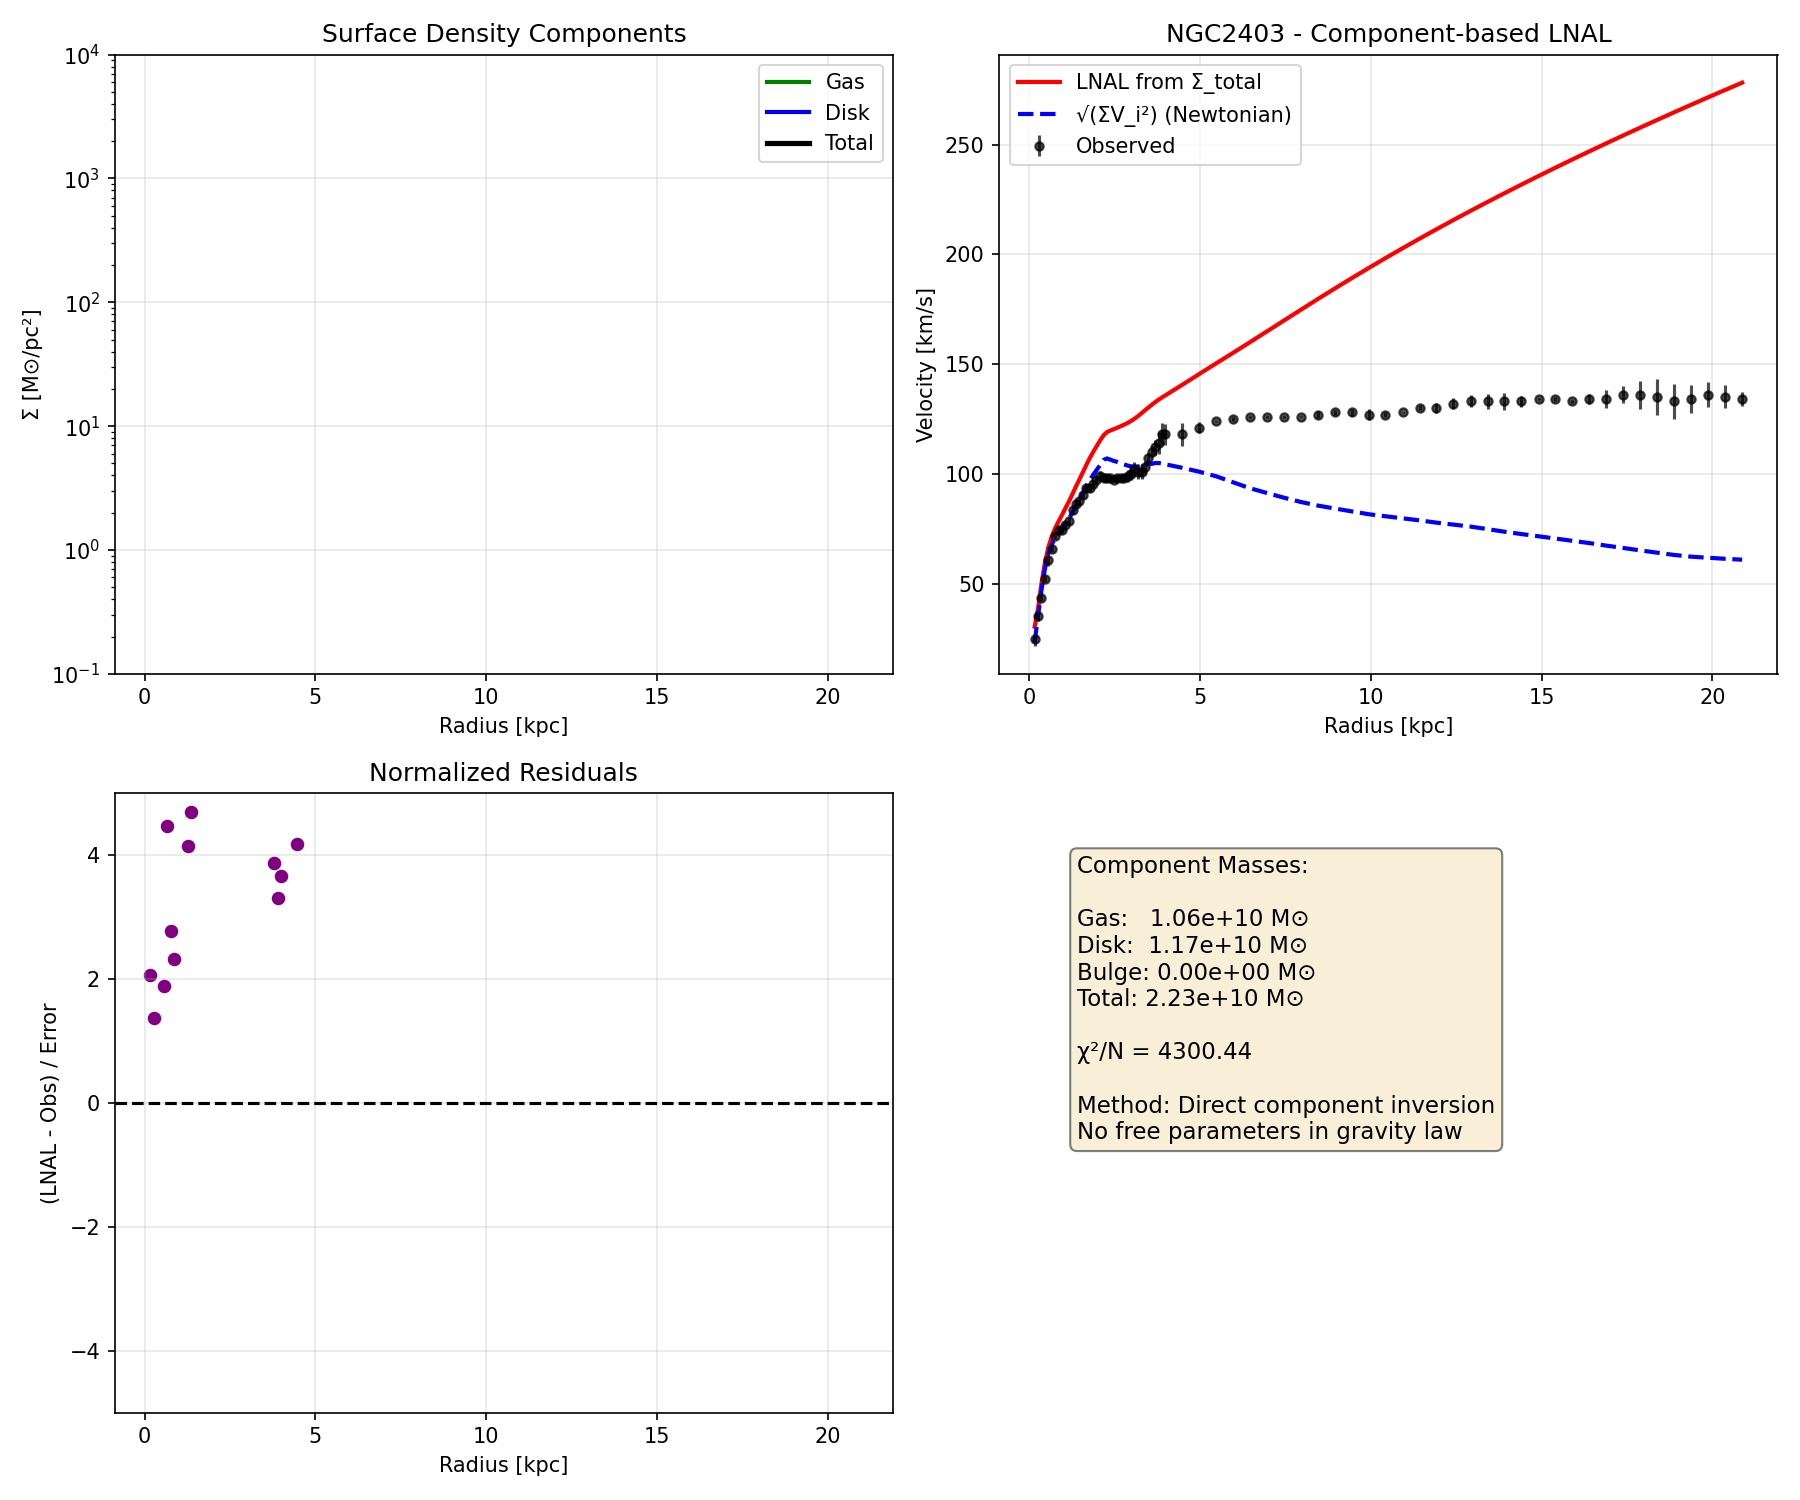 Surface Density Components
10⁴
10³
10²
10¹
10⁰
10⁻¹
Σ [M⊙/pc²]
Gas
Disk
Total
0 5 10 15 20
Radius [kpc]
NGC2403 - Component-based LNAL
250
200
150
100
50
Velocity [km/s]
LNAL from Σ_total
√(ΣV_i²) (Newtonian)
Observed
0 5 10 15 20
Radius [kpc]
Normalized Residuals
4
2
0
−2
−4
(LNAL - Obs) / Error
0 5 10 15 20
Radius [kpc]
Component Masses:
Gas: 1.06e+10 M⊙
Disk: 1.17e+10 M⊙
Bulge: 0.00e+00 M⊙
Total: 2.23e+10 M⊙
χ²/N = 4300.44
Method: Direct component inversion
No free parameters in gravity law